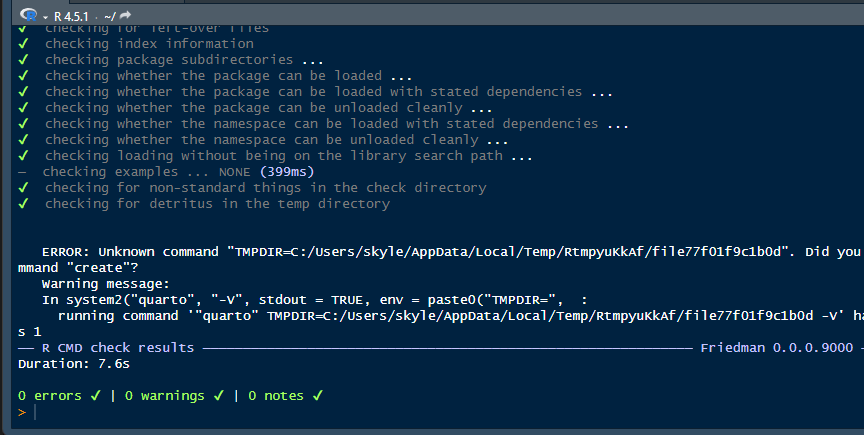 R 4.5.1 · ~/
✔ checking for left-over files
✔ checking index information
✔ checking package subdirectories ...
✔ checking whether the package can be loaded ...
✔ checking whether the package can be loaded with stated dependencies ...
✔ checking whether the package can be unloaded cleanly ...
✔ checking whether the namespace can be loaded with stated dependencies ...
✔ checking whether the namespace can be unloaded cleanly ...
✔ checking loading without being on the library search path ...
─ checking examples ... NONE (399ms)
✔ checking for non-standard things in the check directory
✔ checking for detritus in the temp directory
ERROR: Unknown command "TMPDIR=C:/Users/skyle/AppData/Local/Temp/RtmpyuKkAf/file77f01f9c1b0d". Did you
mmand "create"?
Warning message:
In system2("quarto", "-V", stdout = TRUE, env = paste0("TMPDIR=", :
running command '"quarto" TMPDIR=C:/Users/skyle/AppData/Local/Temp/RtmpyuKkAf/file77f01f9c1b0d -V' ha
s 1
── R CMD check results ──────────────────── Friedman 0.0.0.9000 ─
Duration: 7.6s
0 errors ✔ | 0 warnings ✔ | 0 notes ✔
>